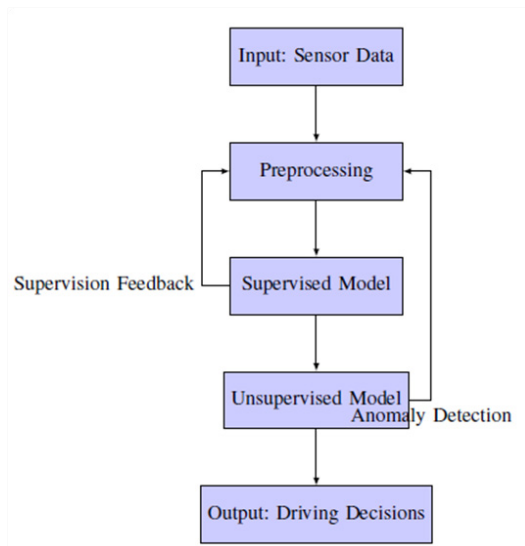 Input: Sensor Data
Preprocessing
Supervision Feedback
Supervised Model
Unsupervised Model
Anomaly Detection
Output: Driving Decisions